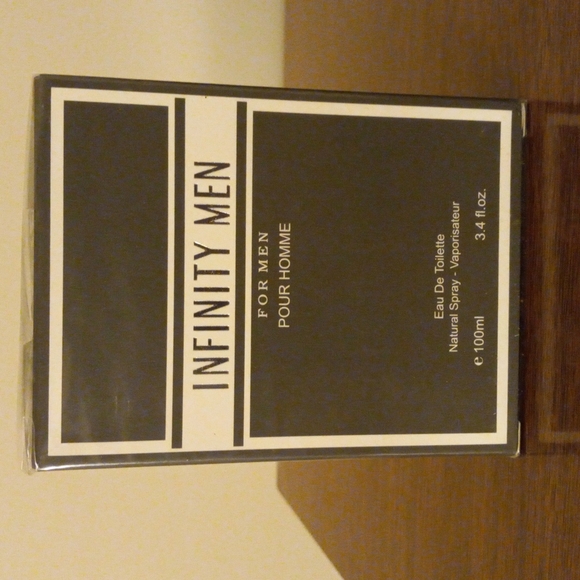 INFINITY MEN
FOR MEN
POUR HOMME
Eau De Toilette
Natural Spray - Vaporisateur
e 100ml 3.4 fl.oz.